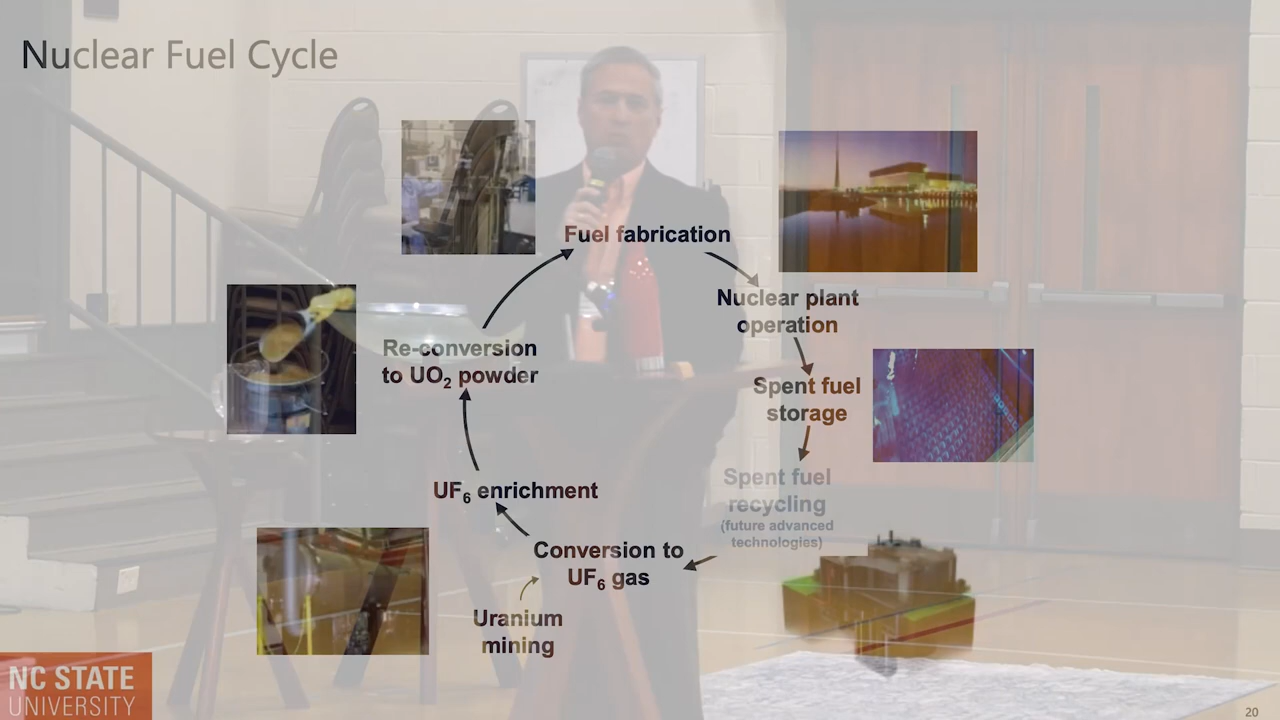 Nuclear Fuel Cycle
Fuel fabrication
Nuclear plant
operation
Spent fuel
storage
Spent fuel
recycling
(future advanced
technologies)
Conversion to
UF₆ gas
Uranium
mining
UF₆ enrichment
Re-conversion
to UO₂ powder
NC STATE
UNIVERSITY
20